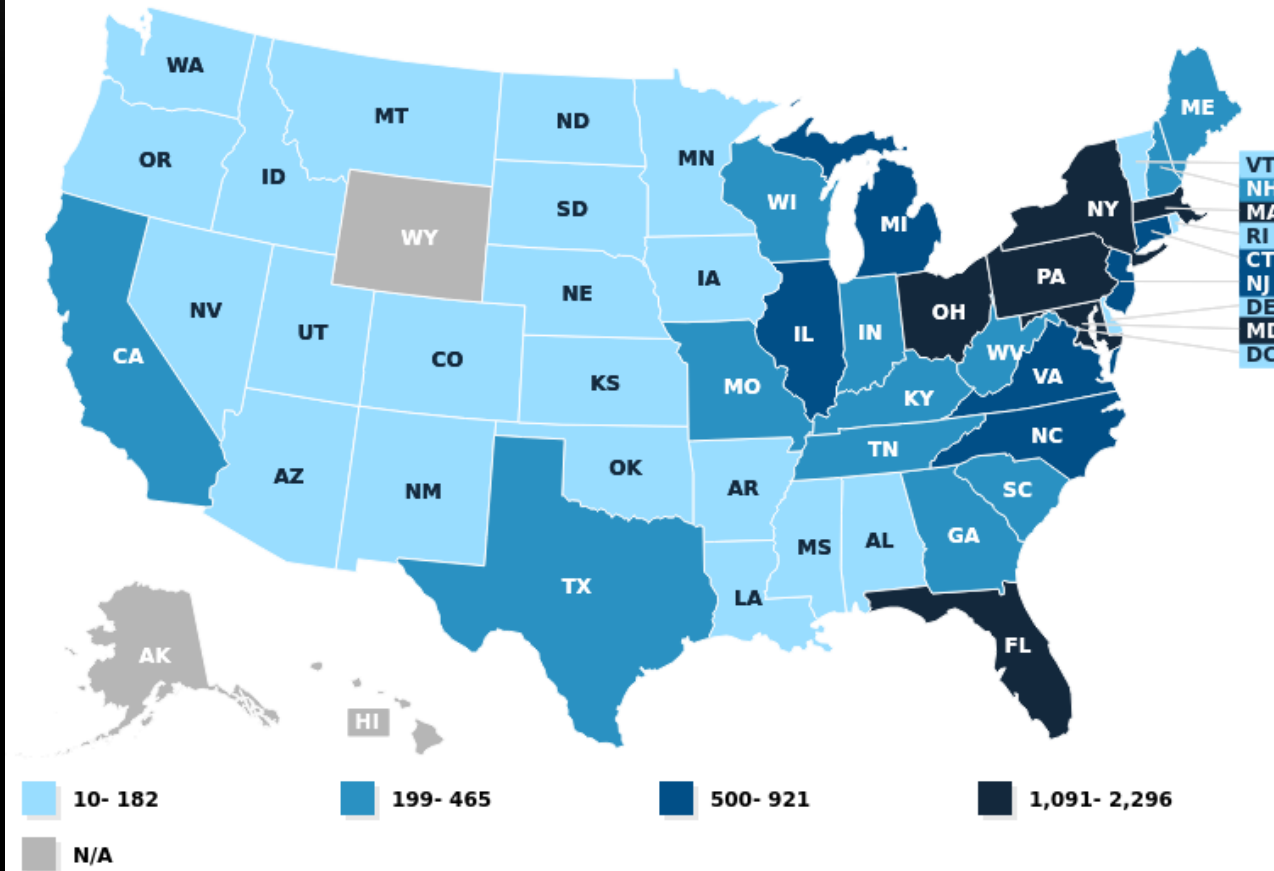 WA
MT
ND
MN
ME
OR
ID
SD
WI
MI
NY
VT
NH
MA
RI
CT
NJ
DE
MD
DC
WY
NE
IA
PA
NV
UT
CO
IL
IN
OH
CA
KS
MO
WV
VA
KY
NC
TN
AZ
NM
OK
AR
SC
MS
AL
GA
TX
LA
FL
AK
HI
10- 182
199- 465
500- 921
1,091- 2,296
N/A